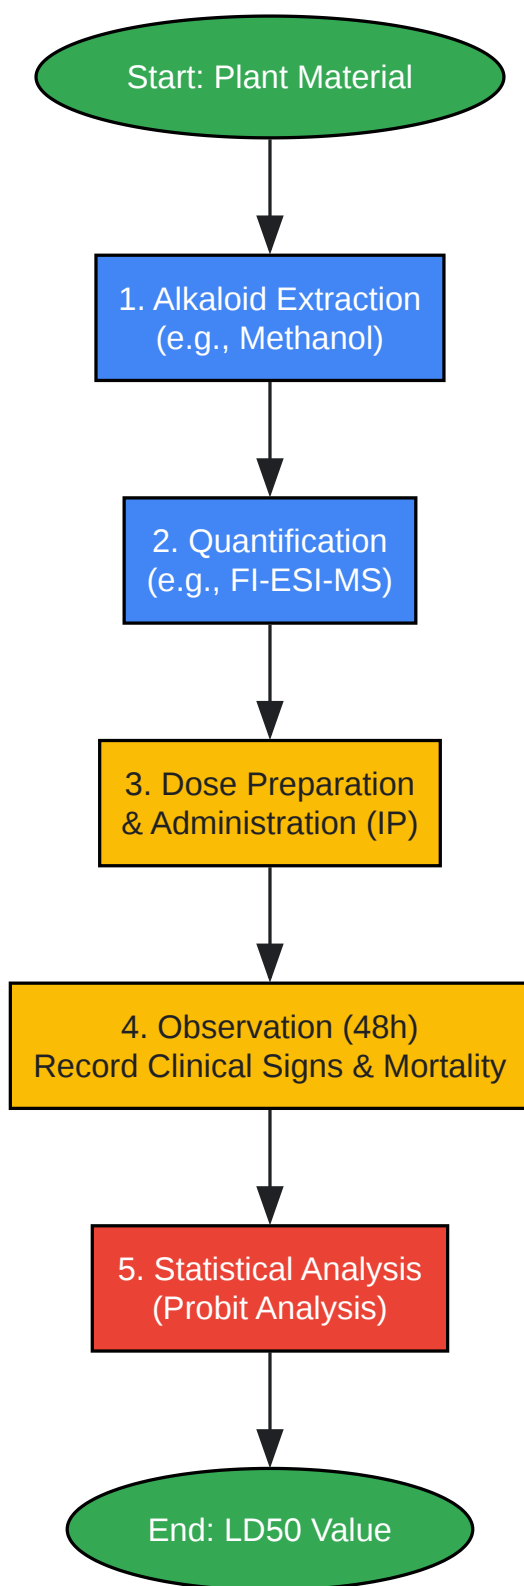 Start: Plant Material
1. Alkaloid Extraction
(e.g., Methanol)
2. Quantification
(e.g., FI-ESI-MS)
3. Dose Preparation
& Administration (IP)
4. Observation (48h)
Record Clinical Signs & Mortality
5. Statistical Analysis
(Probit Analysis)
End: LD50 Value